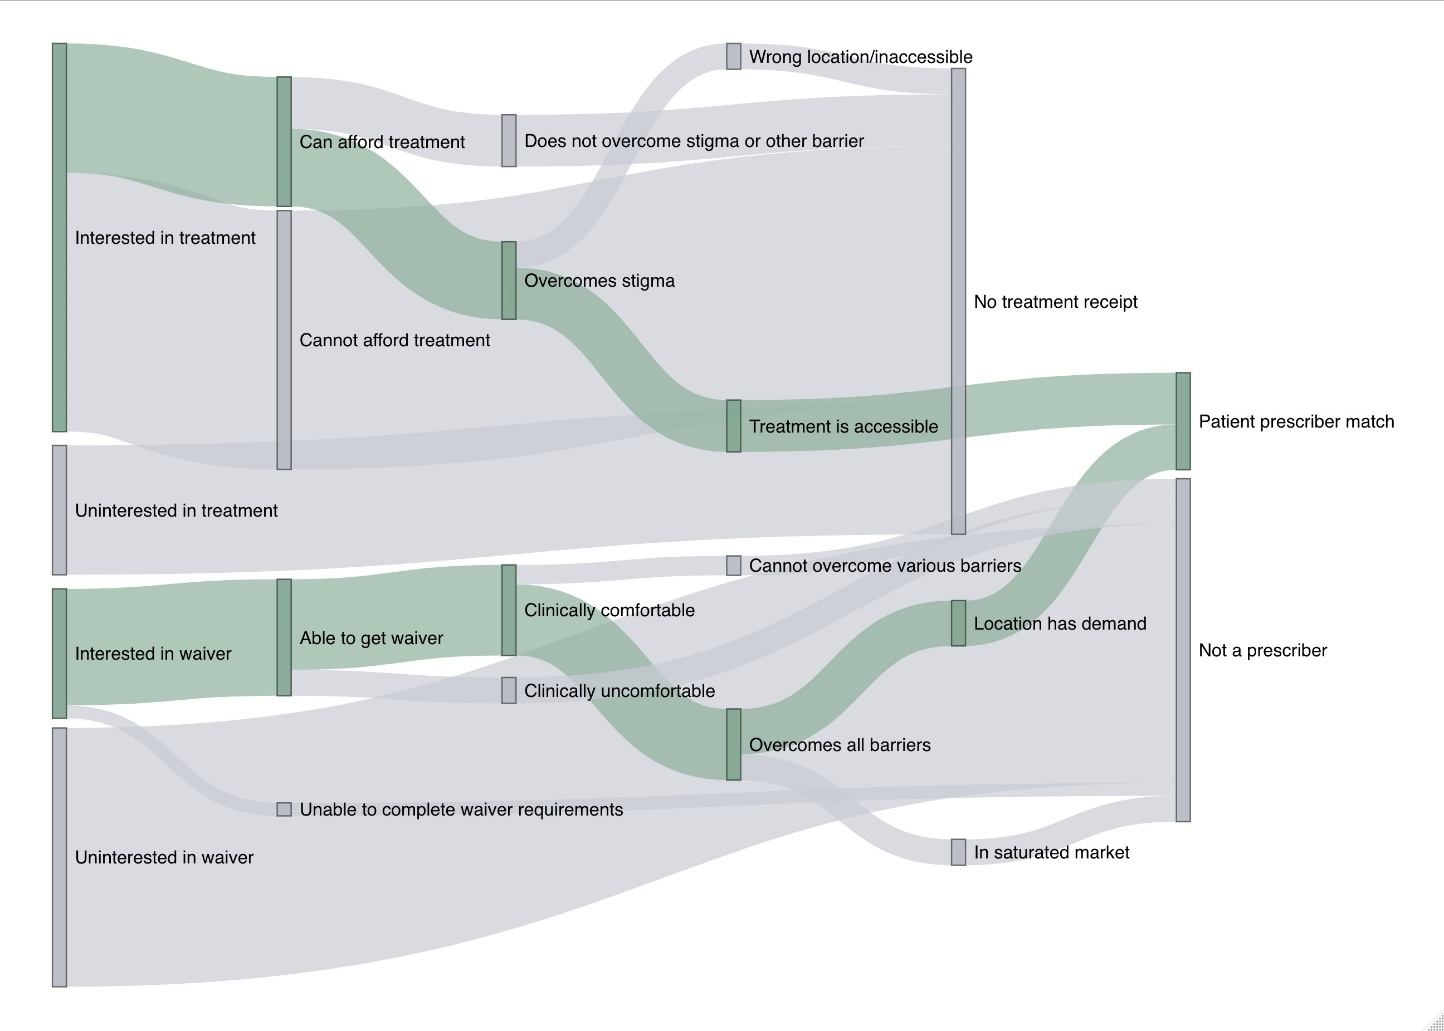 Wrong location/inaccessible
Can afford treatment
Does not overcome stigma or other barrier
Interested in treatment
Overcomes stigma
No treatment receipt
Cannot afford treatment
Treatment is accessible
Patient prescriber match
Uninterested in treatment
Cannot overcome various barriers
Clinically comfortable
Location has demand
Able to get waiver
Interested in waiver
Not a prescriber
Clinically uncomfortable
Overcomes all barriers
Unable to complete waiver requirements
In saturated market
Uninterested in waiver